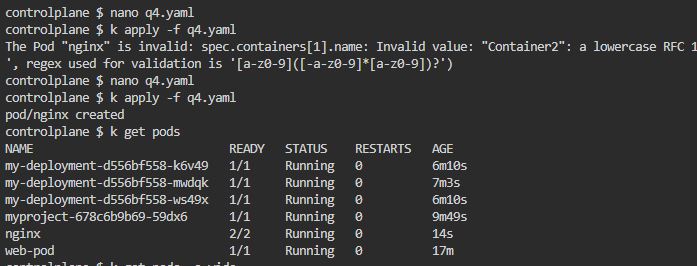 controlplane $ nano q4.yaml
controlplane $ k apply -f q4.yaml
The Pod "nginx" is invalid: spec.containers[1].name: Invalid value: "Container2": a lowercase RFC 1
', regex used for validation is '[a-z0-9]([-a-z0-9]*[a-z0-9])?')
controlplane $ nano q4.yaml
controlplane $ k apply -f q4.yaml
pod/nginx created
controlplane $ k get pods
NAME READY STATUS RESTARTS AGE
my-deployment-d556bf558-k6v49 1/1 Running 0 6m10s
my-deployment-d556bf558-mwdqk 1/1 Running 0 7m3s
my-deployment-d556bf558-ws49x 1/1 Running 0 6m10s
myproject-678c6b9b69-59dx6 1/1 Running 0 9m49s
nginx 2/2 Running 0 14s
web-pod 1/1 Running 0 17m
controlplane $ k get pods -o wide